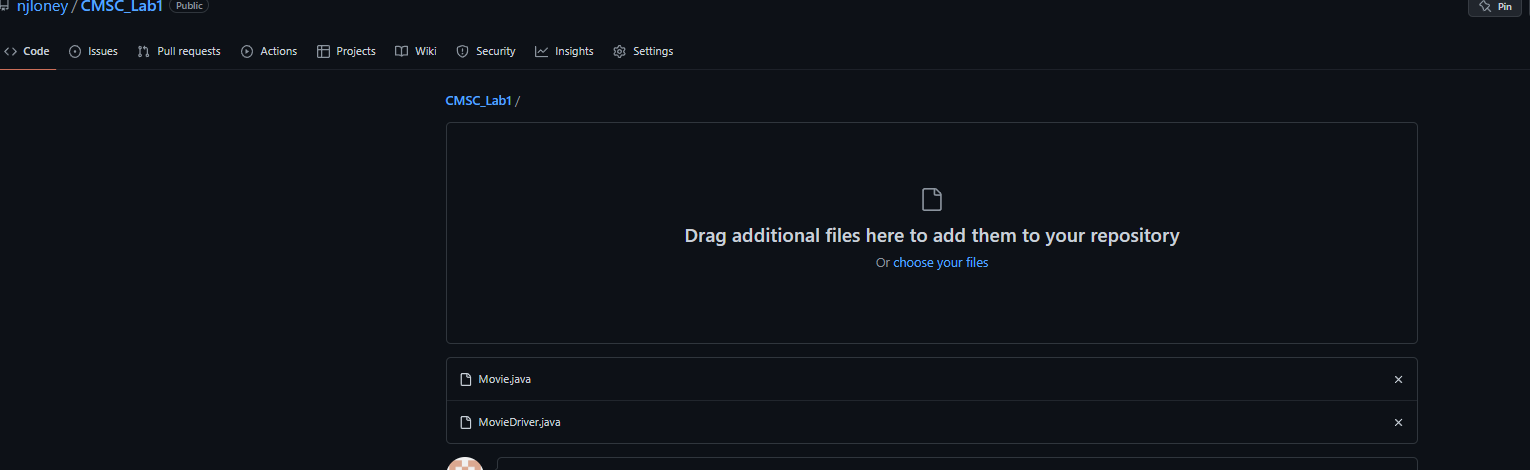 njloney / CMSC_Lab1 Public
Pin
Code Issues Pull requests Actions Projects Wiki Security Insights Settings
CMSC_Lab1 /
Drag additional files here to add them to your repository
Or choose your files
Movie.java
MovieDriver.java